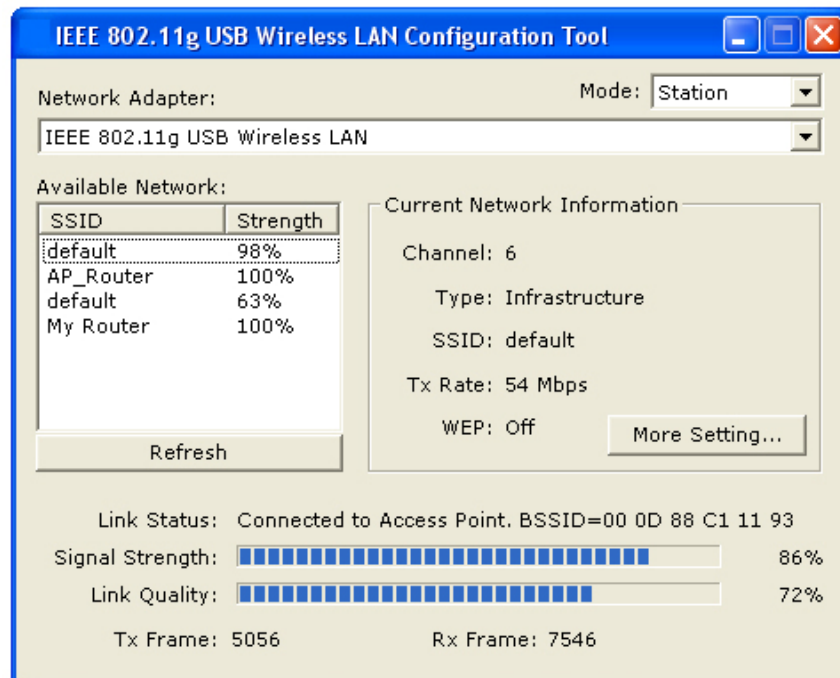 IEEE 802.11g USB Wireless LAN Configuration Tool
Network Adapter:
Mode: Station
IEEE 802.11g USB Wireless LAN
Available Network:
SSID Strength
default 98%
AP_Router 100%
default 63%
My Router 100%
Refresh
Current Network Information
Channel: 6
Type: Infrastructure
SSID: default
Tx Rate: 54 Mbps
WEP: Off
More Setting...
Link Status: Connected to Access Point. BSSID=00 0D 88 C1 11 93
Signal Strength: 86%
Link Quality: 72%
Tx Frame: 5056 Rx Frame: 7546